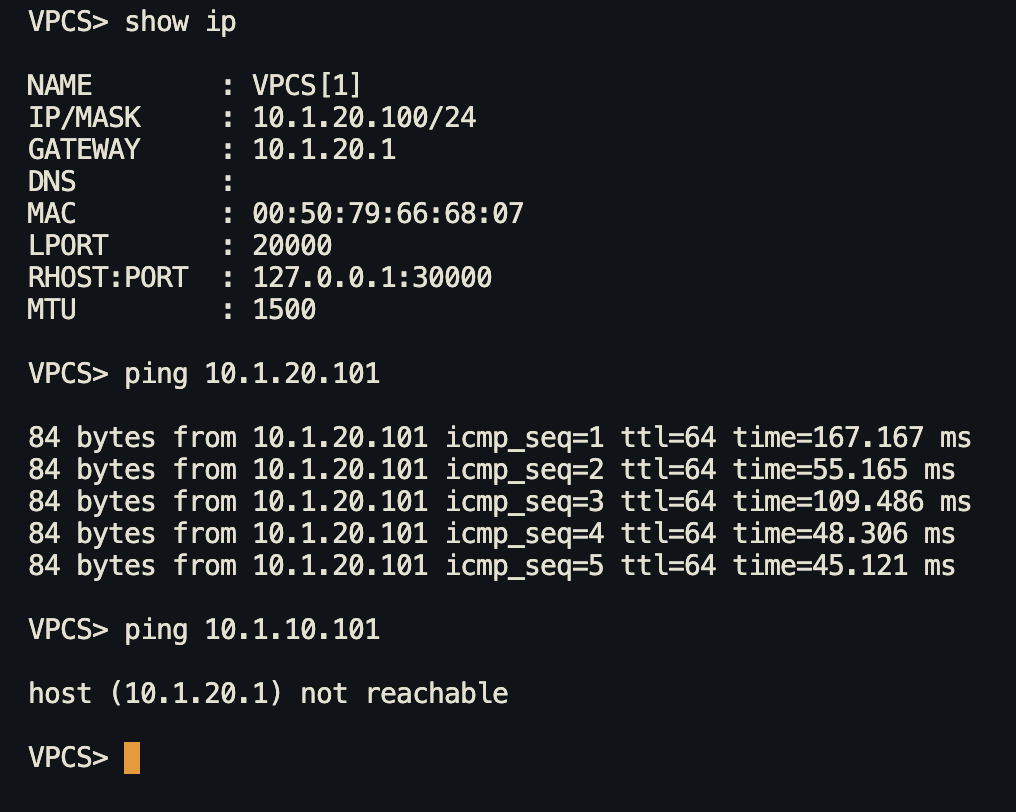 VPCS> show ip
NAME        : VPCS[1]
IP/MASK     : 10.1.20.100/24
GATEWAY     : 10.1.20.1
DNS         :
MAC         : 00:50:79:66:68:07
LPORT       : 20000
RHOST:PORT  : 127.0.0.1:30000
MTU         : 1500
VPCS> ping 10.1.20.101
84 bytes from 10.1.20.101 icmp_seq=1 ttl=64 time=167.167 ms
84 bytes from 10.1.20.101 icmp_seq=2 ttl=64 time=55.165 ms
84 bytes from 10.1.20.101 icmp_seq=3 ttl=64 time=109.486 ms
84 bytes from 10.1.20.101 icmp_seq=4 ttl=64 time=48.306 ms
84 bytes from 10.1.20.101 icmp_seq=5 ttl=64 time=45.121 ms
VPCS> ping 10.1.10.101
host (10.1.20.1) not reachable
VPCS>